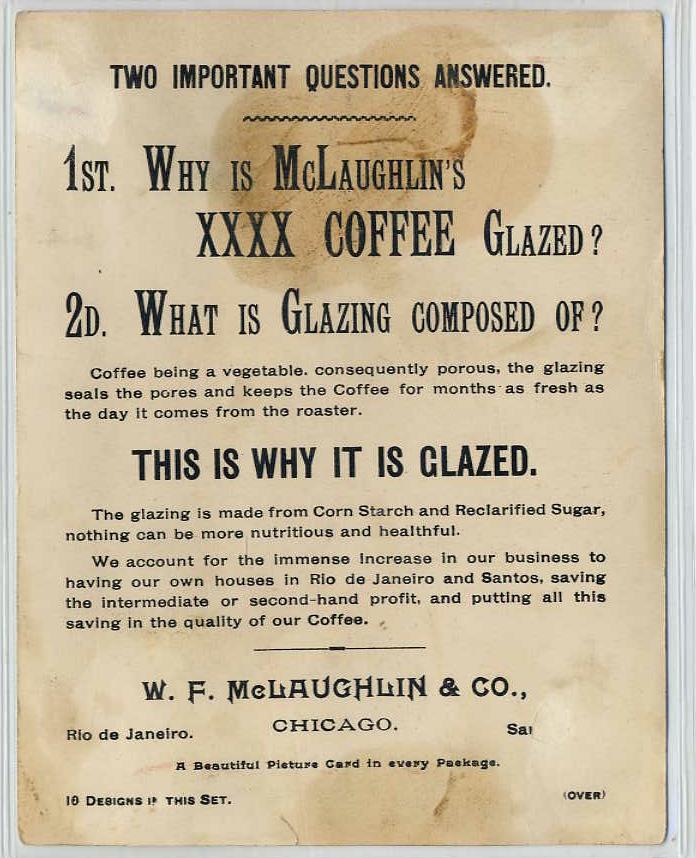 TWO IMPORTANT QUESTIONS ANSWERED.
1ST. WHY IS MCLAUGHLIN'S
XXXX COFFEE GLAZED?
2D. WHAT IS GLAZING COMPOSED OF?
Coffee being a vegetable. consequently porous, the glazing
seals the pores and keeps the Coffee for months as fresh as
the day it comes from the roaster.
THIS IS WHY IT IS GLAZED.
The glazing is made from Corn Starch and Reclarified Sugar,
nothing can be more nutritious and healthful.
We account for the immense increase in our business to
having our own houses in Rio de Janeiro and Santos, saving
the intermediate or second-hand profit, and putting all this
saving in the quality of our Coffee.
W. F. McLAUGHLIN & CO.,
CHICAGO.
Rio de Janeiro.
A Beautiful Picture Card in every Package.
16 DESIGNS IN THIS SET.
(OVER)